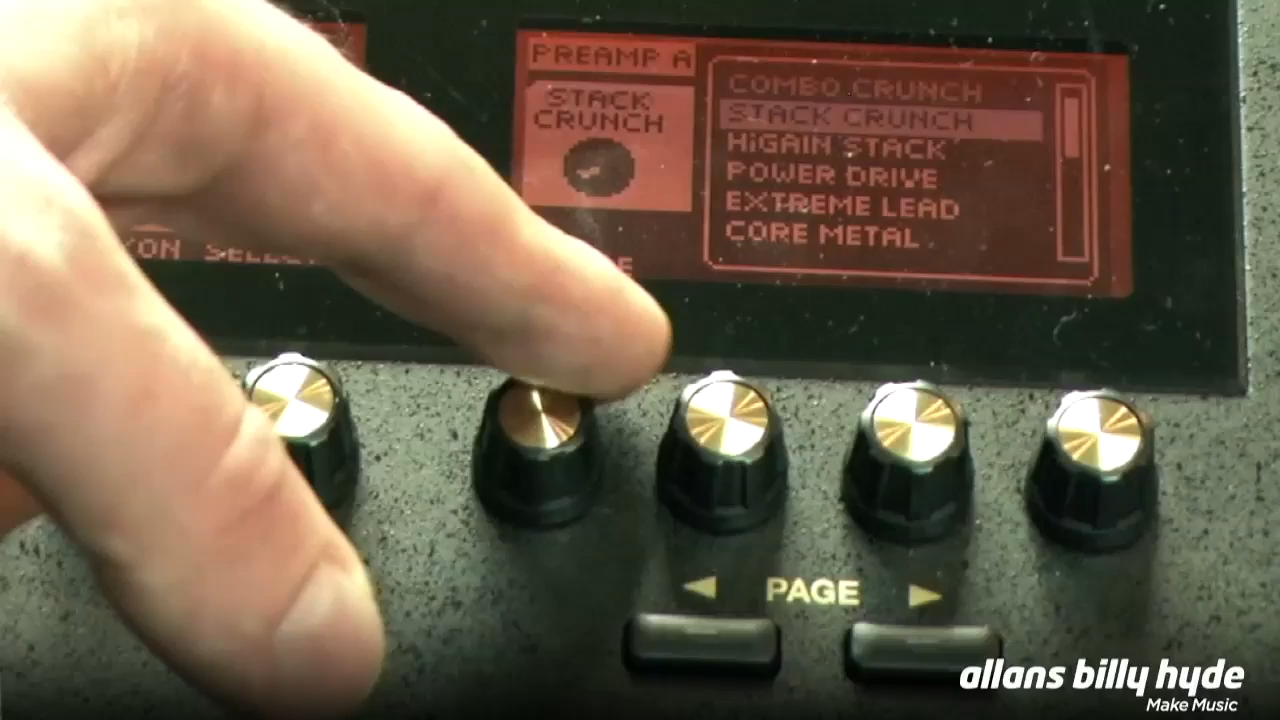 PREAMP A
STACK
CRUNCH
COMBO CRUNCH
STACK CRUNCH
HiGAIN STACK
POWER DRIVE
EXTREME LEAD
CORE METAL
PAGE
allans billy hyde
Make Music